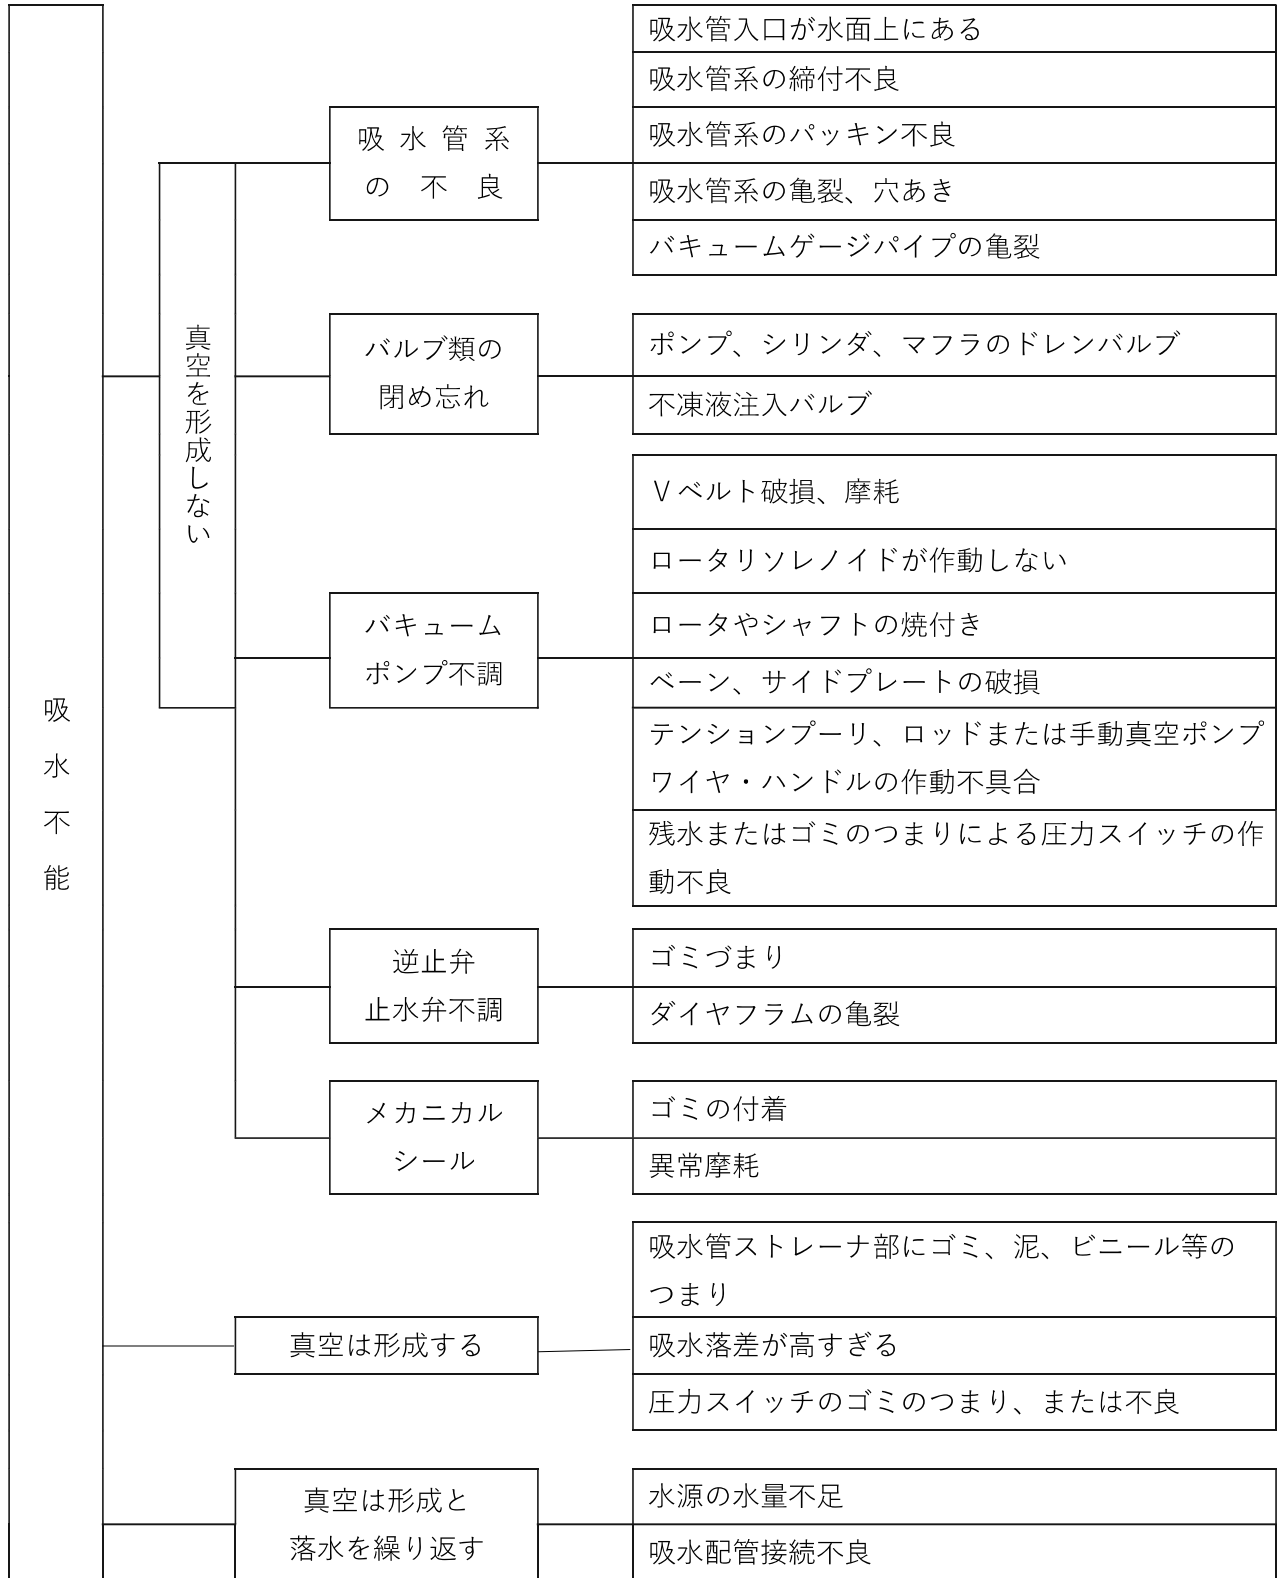 吸水不能
真空を形成しない
吸水管系
の不良
吸水管入口が水面上にある
吸水管系の締付不良
吸水管系のパッキン不良
吸水管系の亀裂、穴あき
バキュームゲージパイプの亀裂
バルブ類の
閉め忘れ
ポンプ、シリンダ、マフラのドレンバルブ
不凍液注入バルブ
バキューム
ポンプ不調
Ｖベルト破損、摩耗
ロータリソレノイドが作動しない
ロータやシャフトの焼付き
ベーン、サイドプレートの破損
テンションプーリ、ロッドまたは手動真空ポンプ
ワイヤ・ハンドルの作動不具合
残水またはゴミのつまりによる圧力スイッチの作
動不良
逆止弁
止水弁不調
ゴミづまり
ダイヤフラムの亀裂
メカニカル
シール
ゴミの付着
異常摩耗
真空は形成する
吸水管ストレーナ部にゴミ、泥、ビニール等の
つまり
吸水落差が高すぎる
圧力スイッチのゴミのつまり、または不良
真空は形成と
落水を繰り返す
水源の水量不足
吸水配管接続不良